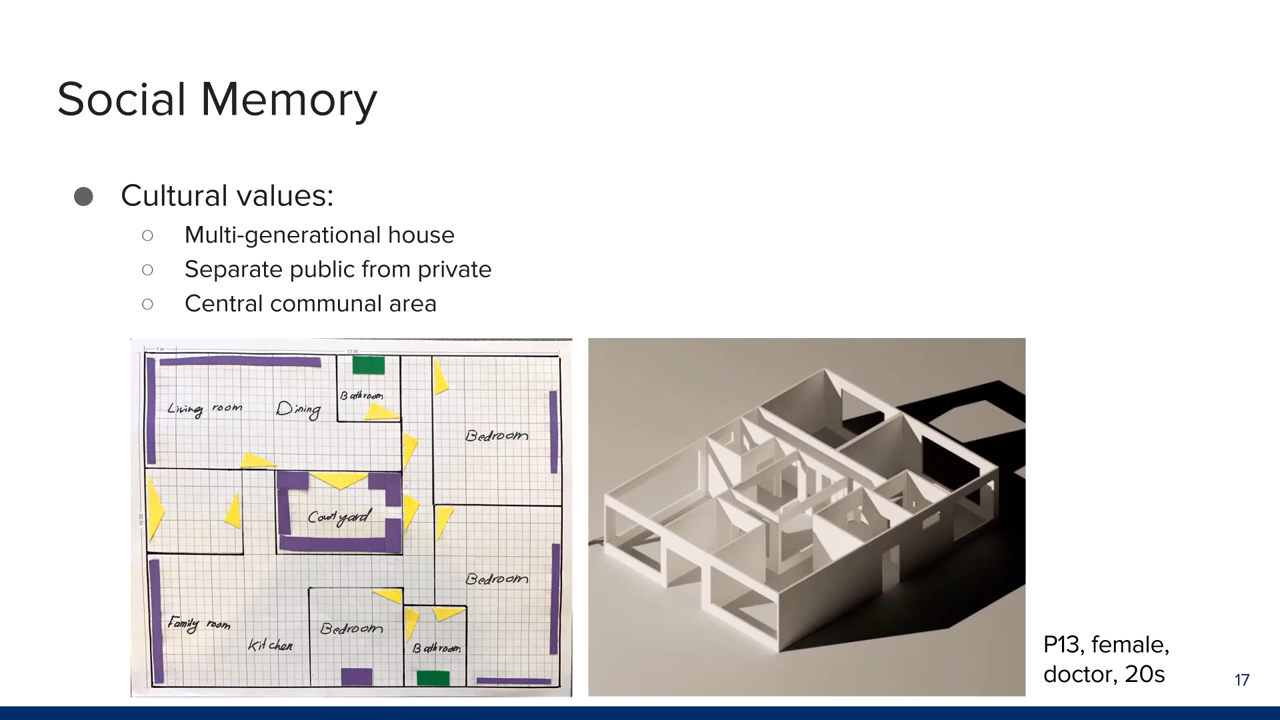 Social Memory
● Cultural values:
○ Multi-generational house
○ Separate public from private
○ Central communal area
Living room
Dining
Bathroom
Bedroom
Courtyard
Bedroom
Family room
Kitchen
Bedroom
Bathroom
P13, female,
doctor, 20s
17